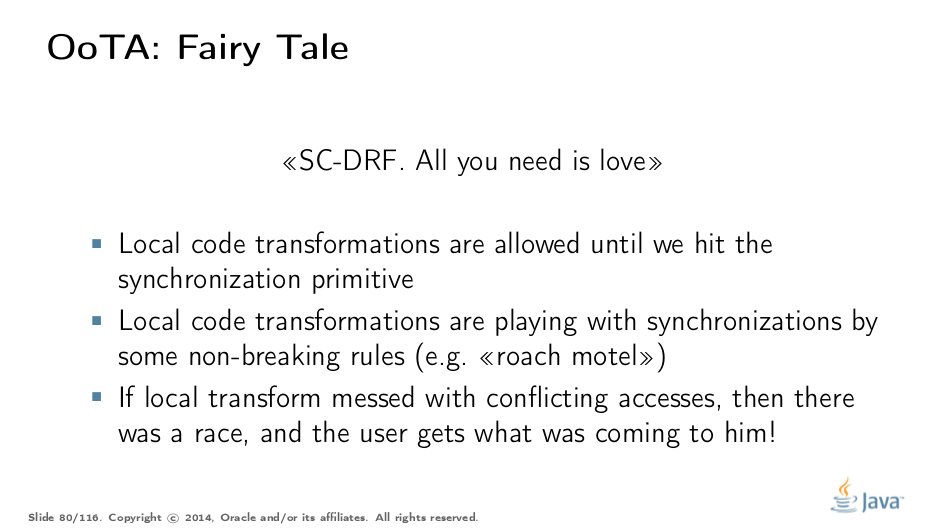 OoTA: Fairy Tale
«SC-DRF. All you need is love»
Local code transformations are allowed until we hit the
synchronization primitive
Local code transformations are playing with synchronizations by
some non-breaking rules (e.g. «roach motel»)
If local transform messed with conflicting accesses, then there
was a race, and the user gets what was coming to him!
Java™
Slide 80/116. Copyright © 2014, Oracle and/or its affiliates. All rights reserved.